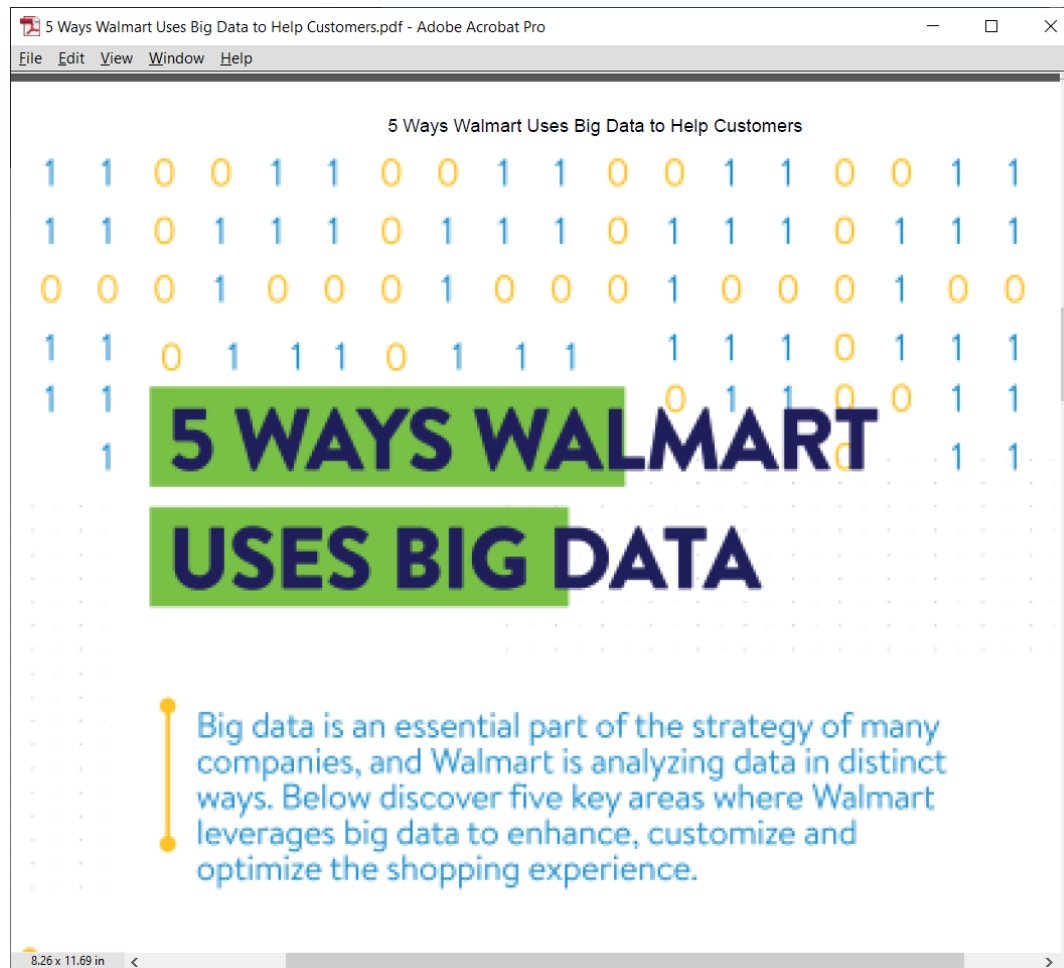 5 Ways Walmart Uses Big Data to Help Customers.pdf - Adobe Acrobat Pro
File Edit View Window Help
5 Ways Walmart Uses Big Data to Help Customers
1 1 0 0 1 1 0 0 1 1 0 0 1 1 0 0 1 1
1 1 0 1 1 1 0 1 1 1 0 1 1 1 0 1 1 1
0 0 0 1 0 0 0 1 0 0 0 1 0 0 0 1 0 0
1 1 0 1 1 1 0 1 1 1 1 1 1 0 1 1 1
1 1 0 1 1 0 0 1 1
1 0 1 1
5 WAYS WALMART
USES BIG DATA
Big data is an essential part of the strategy of many
companies, and Walmart is analyzing data in distinct
ways. Below discover five key areas where Walmart
leverages big data to enhance, customize and
optimize the shopping experience.
8.26 x 11.69 in